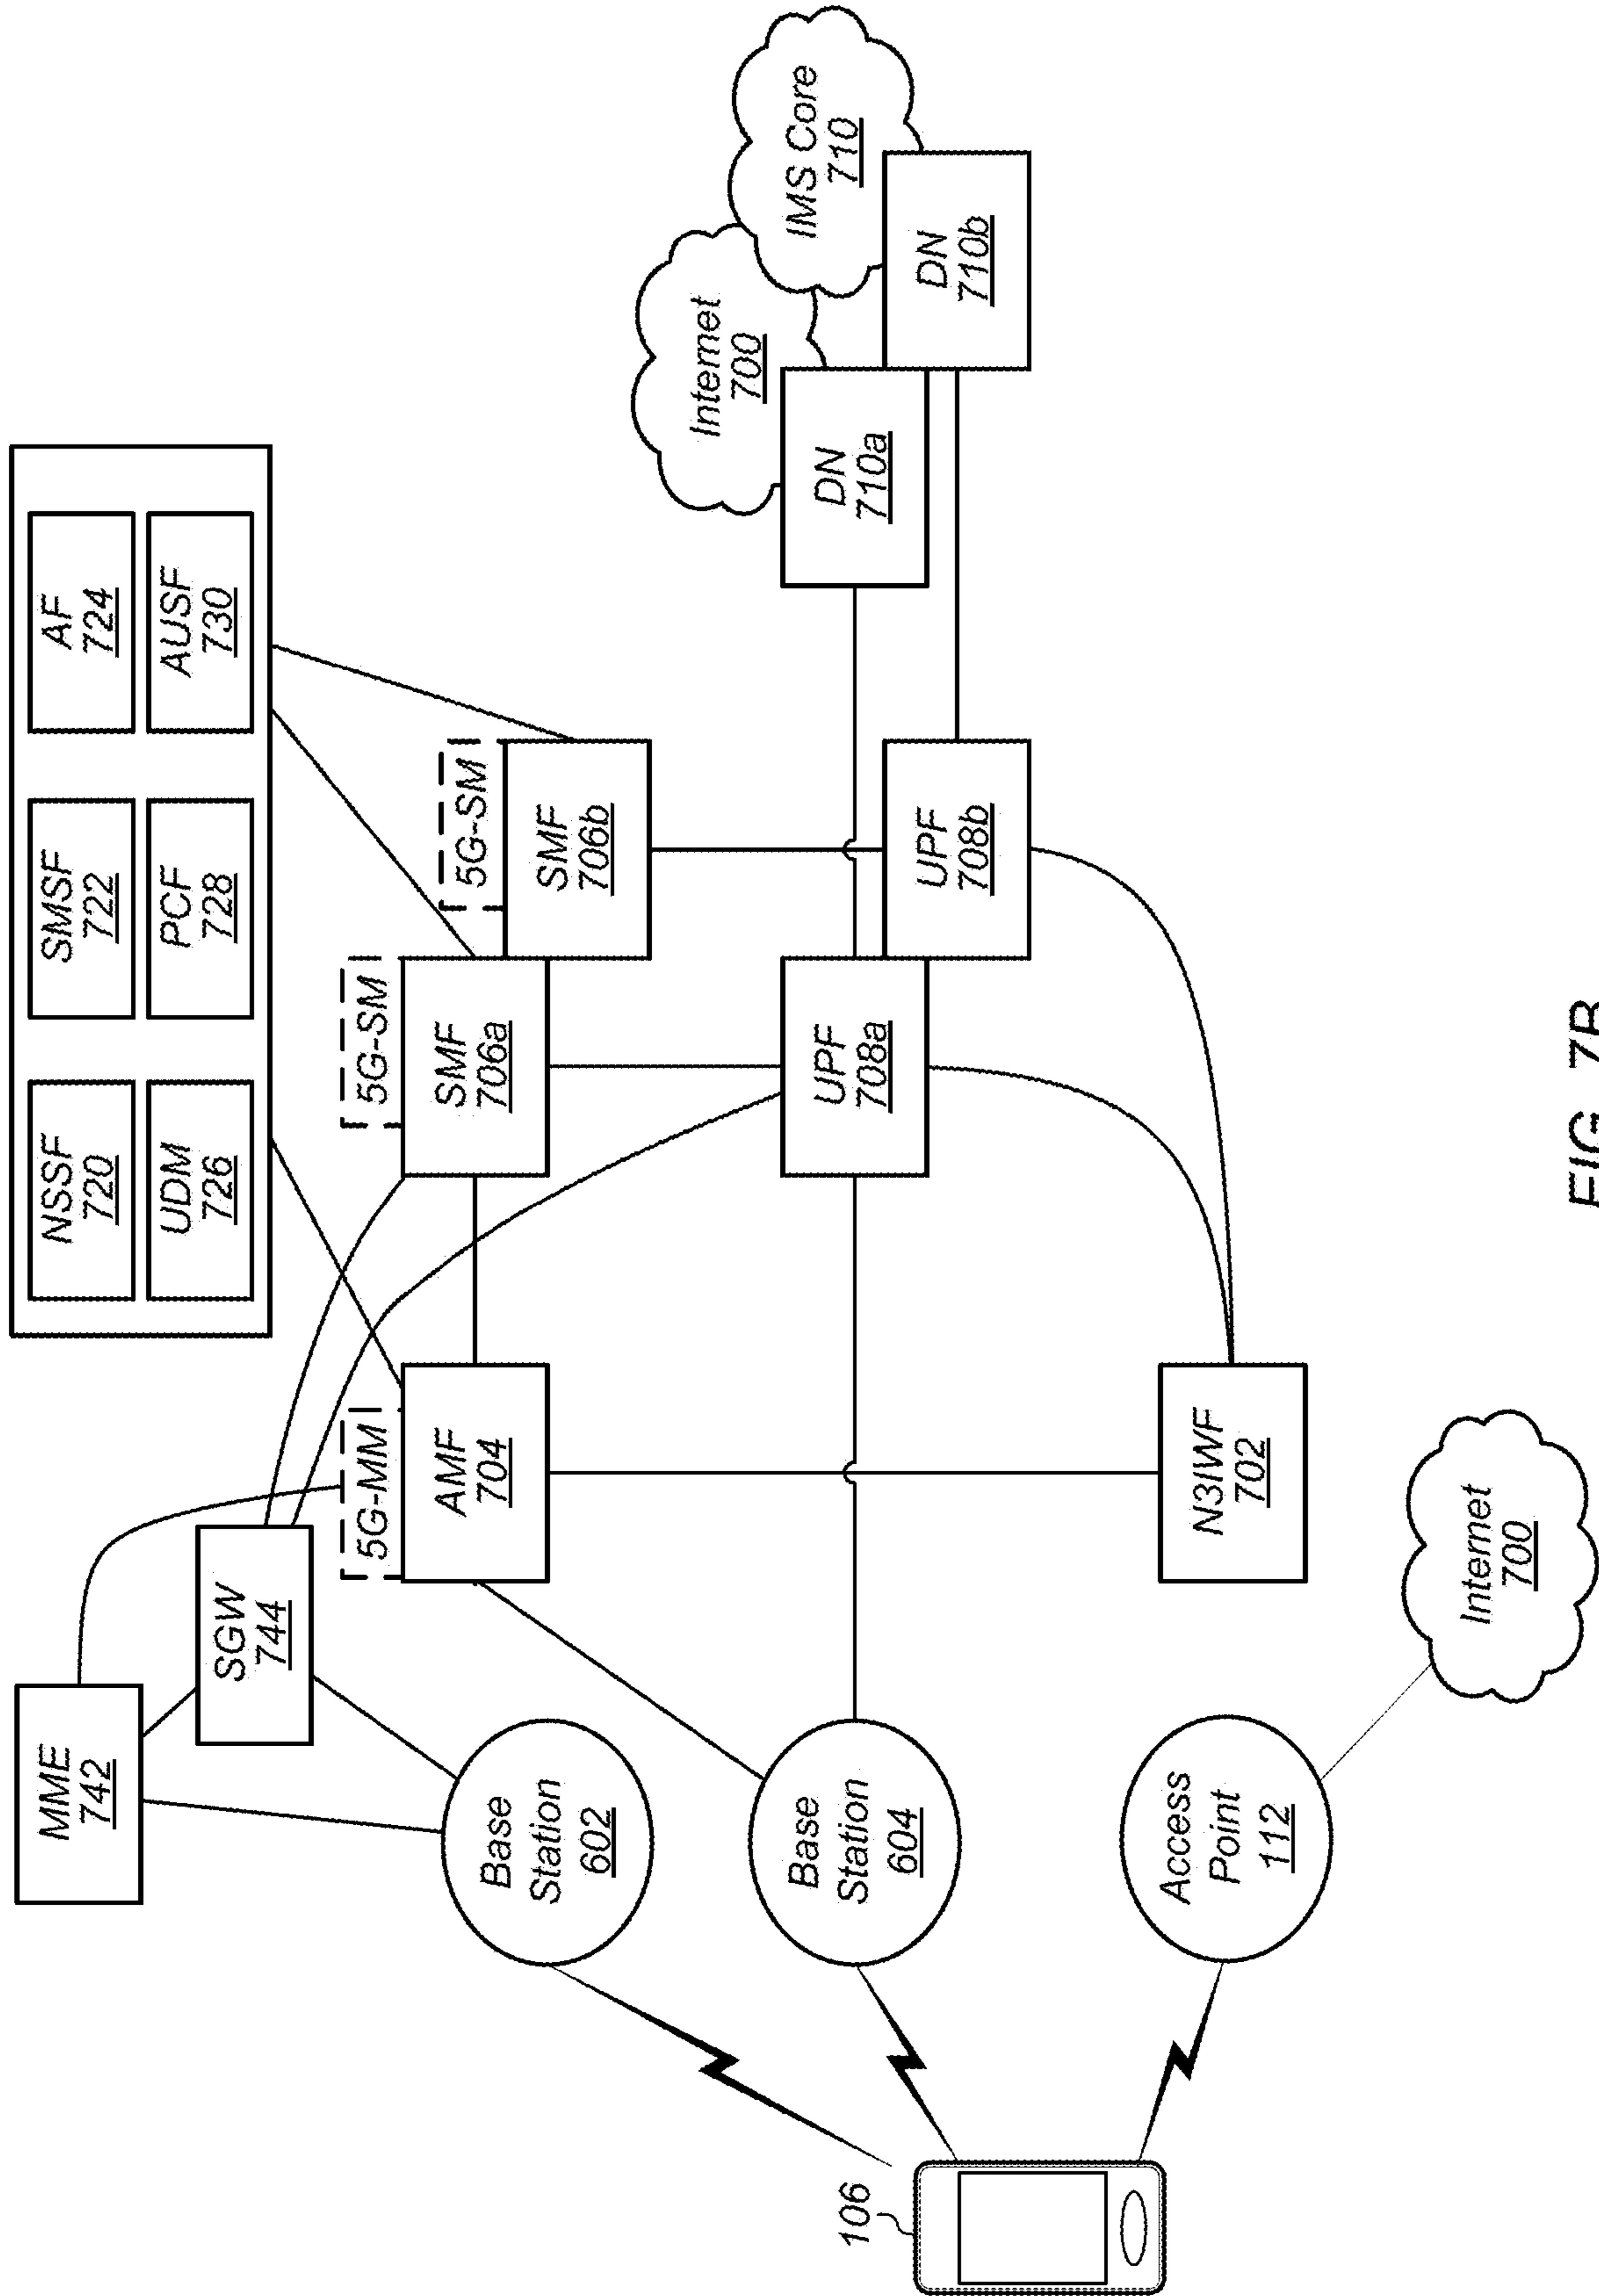 MME
742
SGW
744
NSSF
720
SMSF
722
AF
724
UDM
726
PCF
728
AUSF
730
5G-MM
AMF
704
5G-SM
SMF
706a
5G-SM
SMF
706b
Base
Station
602
Base
Station
604
UPF
708a
UPF
708b
Internet
700
IMS Core
710
DN
710a
DN
710b
106
Access
Point
112
N3IWF
702
Internet
700
FIG. 7B